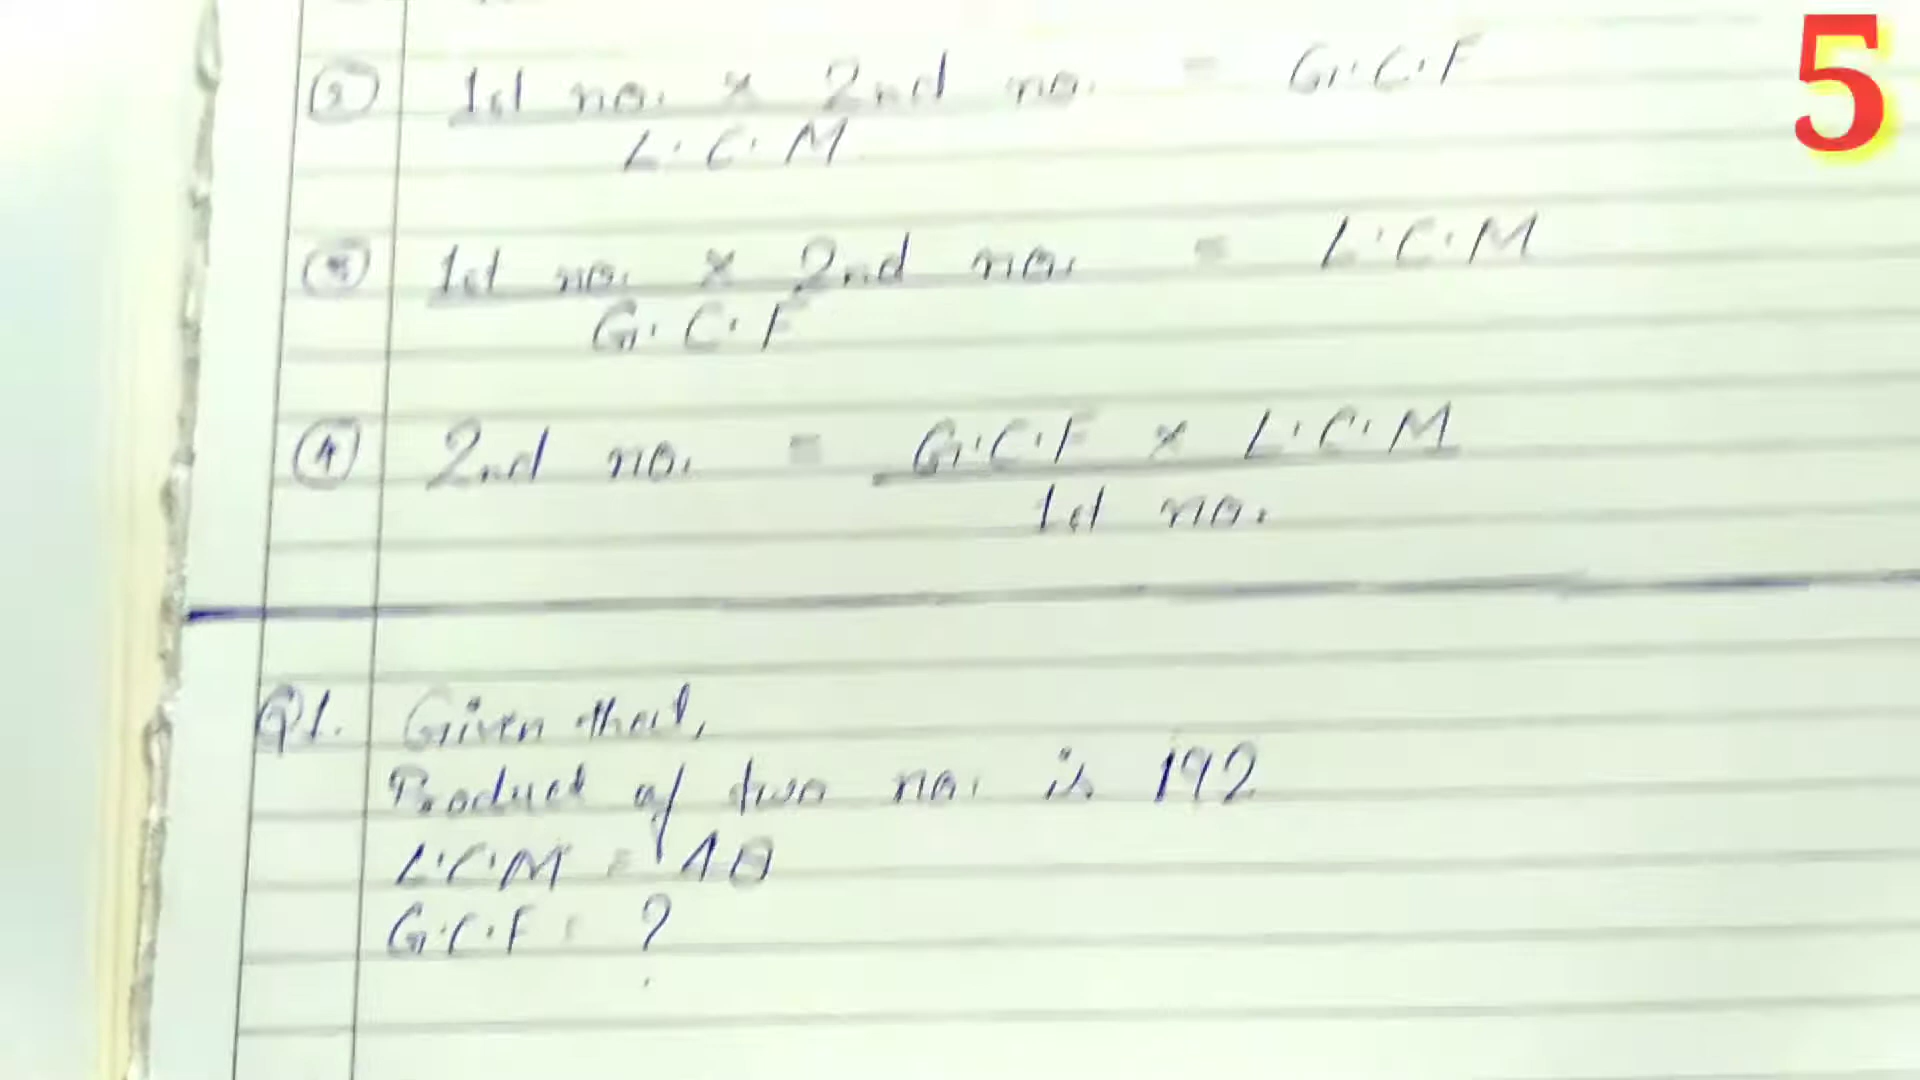 5
② 1st no. × 2nd no. = G.C.F
L.C.M
③ 1st no. × 2nd no. = L.C.M
G.C.F
④ 2nd no. = G.C.F × L.C.M
1st no.
Q1. Given that,
Product of two no. is 192
L.C.M = 48
G.C.F = ?